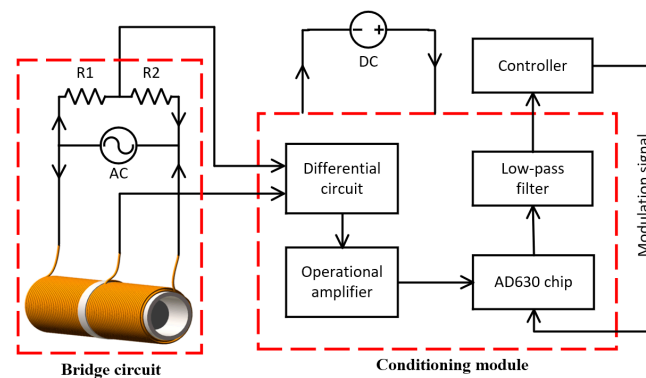 R1
R2
AC
Bridge circuit
DC
Differential
circuit
Operational
amplifier
Controller
Low-pass
filter
AD630 chip
Modulation signal
Conditioning module